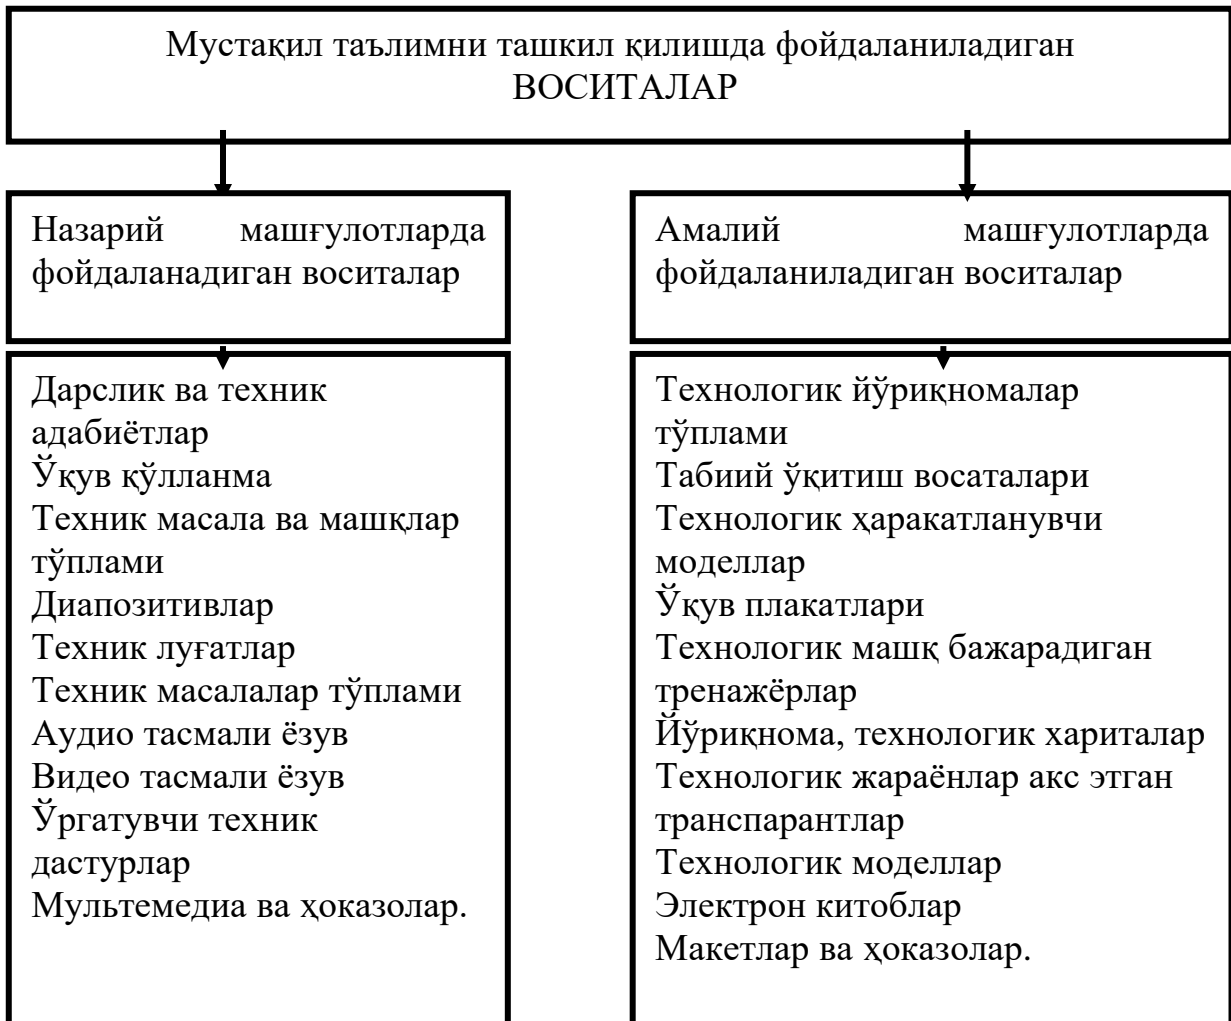 Мустақил таълимни ташкил қилишда фойдаланиладиган
ВОСИТАЛАР
Назарий машғулотларда
фойдаланадиган воситалар
Амалий машғулотларда
фойдаланиладиган воситалар
Дарслик ва техник
адабиётлар
Ўқув қўлланма
Техник масала ва машқлар
тўплами
Диапозитивлар
Техник луғатлар
Техник масалалар тўплами
Аудио тасмали ёзув
Видео тасмали ёзув
Ўргатувчи техник
дастурлар
Мультемедиа ва ҳоказолар.
Технологик йўриқномалар
тўплами
Табиий ўқитиш восаталари
Технологик ҳаракатланувчи
моделлар
Ўқув плакатлари
Технологик машқ бажарадиган
тренажёрлар
Йўриқнома, технологик хариталар
Технологик жараёнлар акс этган
транспарантлар
Технологик моделлар
Электрон китоблар
Макетлар ва ҳоказолар.